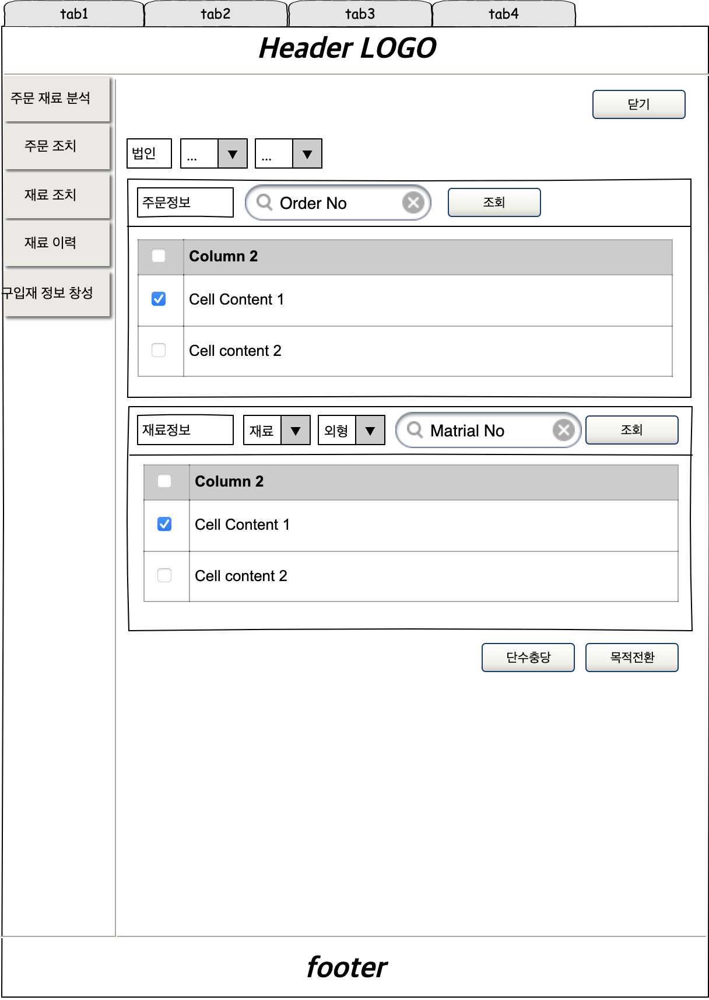 tab1
tab2
tab3
tab4
Header LOGO
주문 재료 분석
주문 조치
재료 조치
재료 이력
구입재 정보 창성
닫기
법인
...
...
주문정보
Order No
조회
Column 2
Cell Content 1
Cell content 2
재료정보
재료
외형
Matrial No
조회
Column 2
Cell Content 1
Cell content 2
단수충당
목적전환
footer